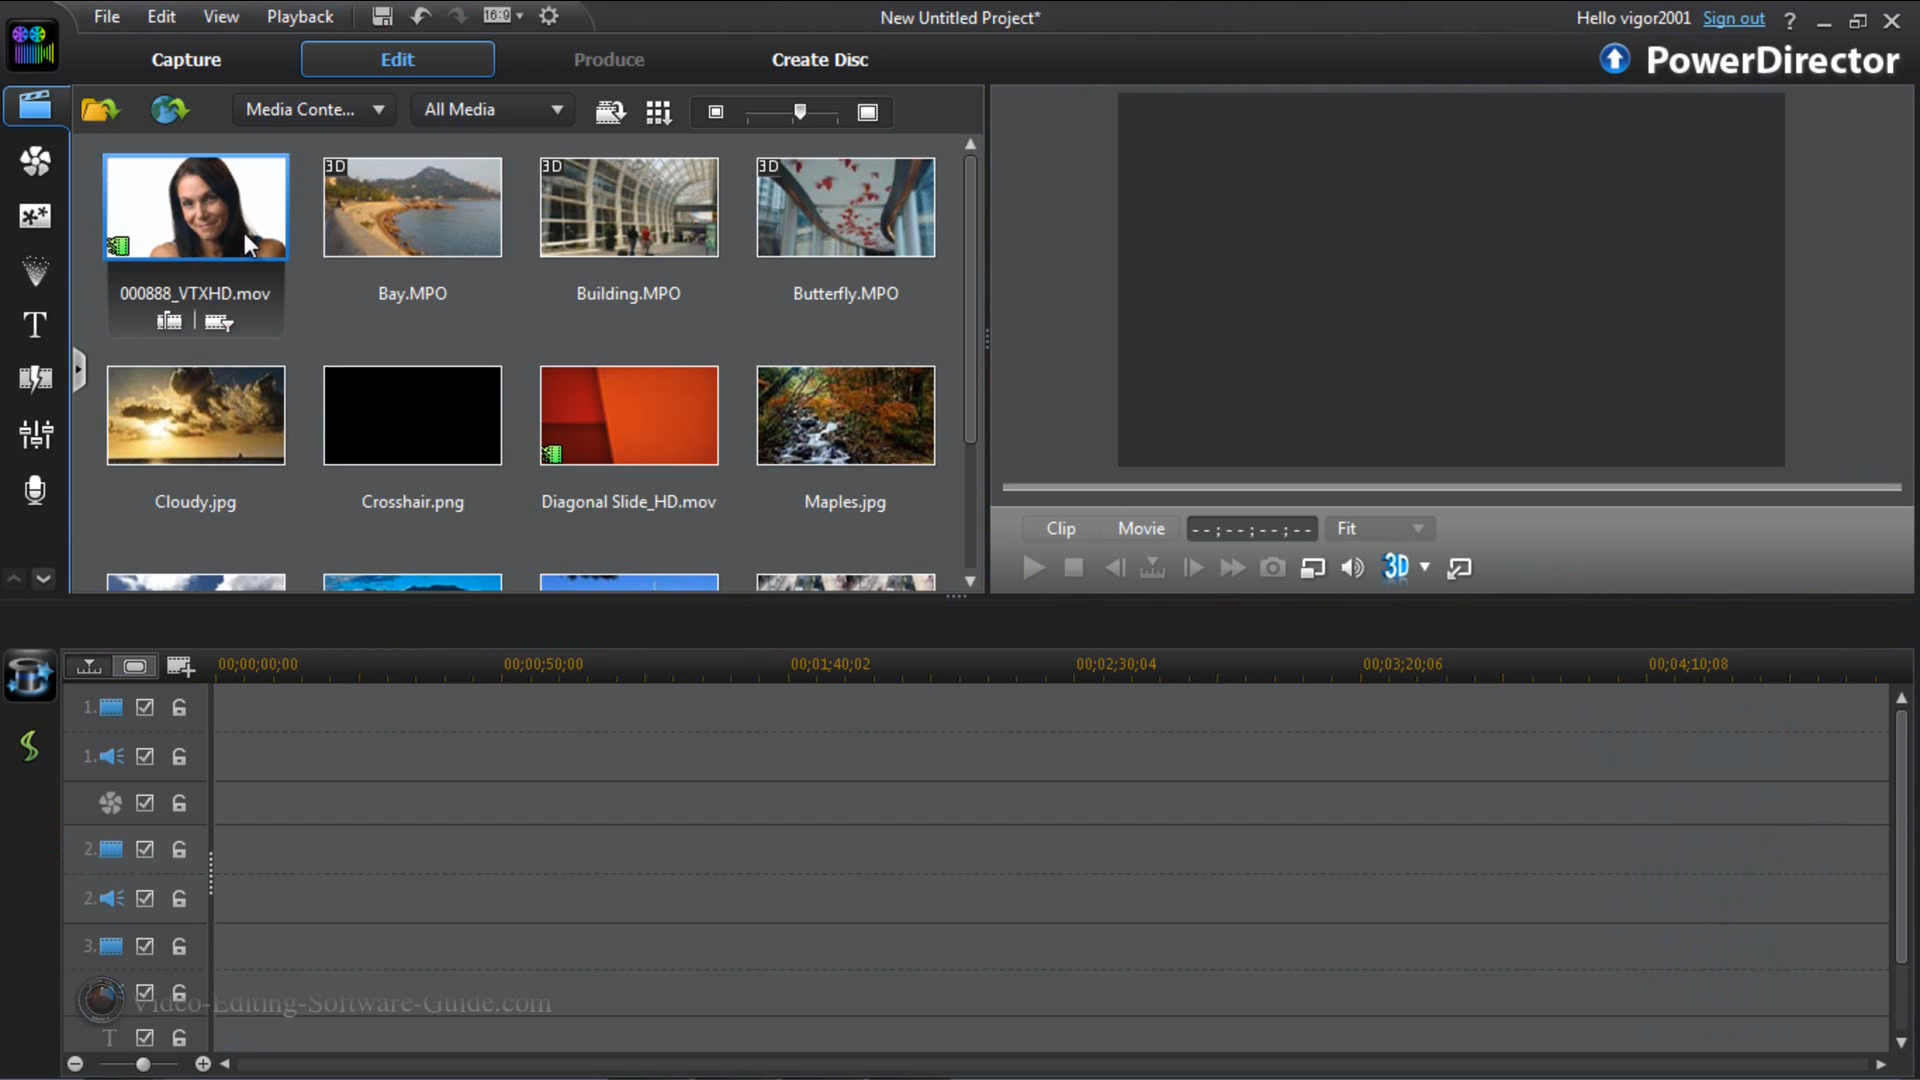 File Edit View Playback 16:9 New Untitled Project* Hello vigor2001 Sign out ?
Capture Edit Produce Create Disc PowerDirector
Media Conte... All Media
3D 3D 3D
000888_VTXHD.mov Bay.MPO Building.MPO Butterfly.MPO
Cloudy.jpg Crosshair.png Diagonal Slide_HD.mov Maples.jpg
Clip Movie --;--;--;-- Fit
3D
00;00;00;00 00;00;50;00 00;01;40;02 00;02;30;04 00;03;20;06 00;04;10;08
1.
1.
2.
2.
3.
Video-Editing-Software-Guide.com
T